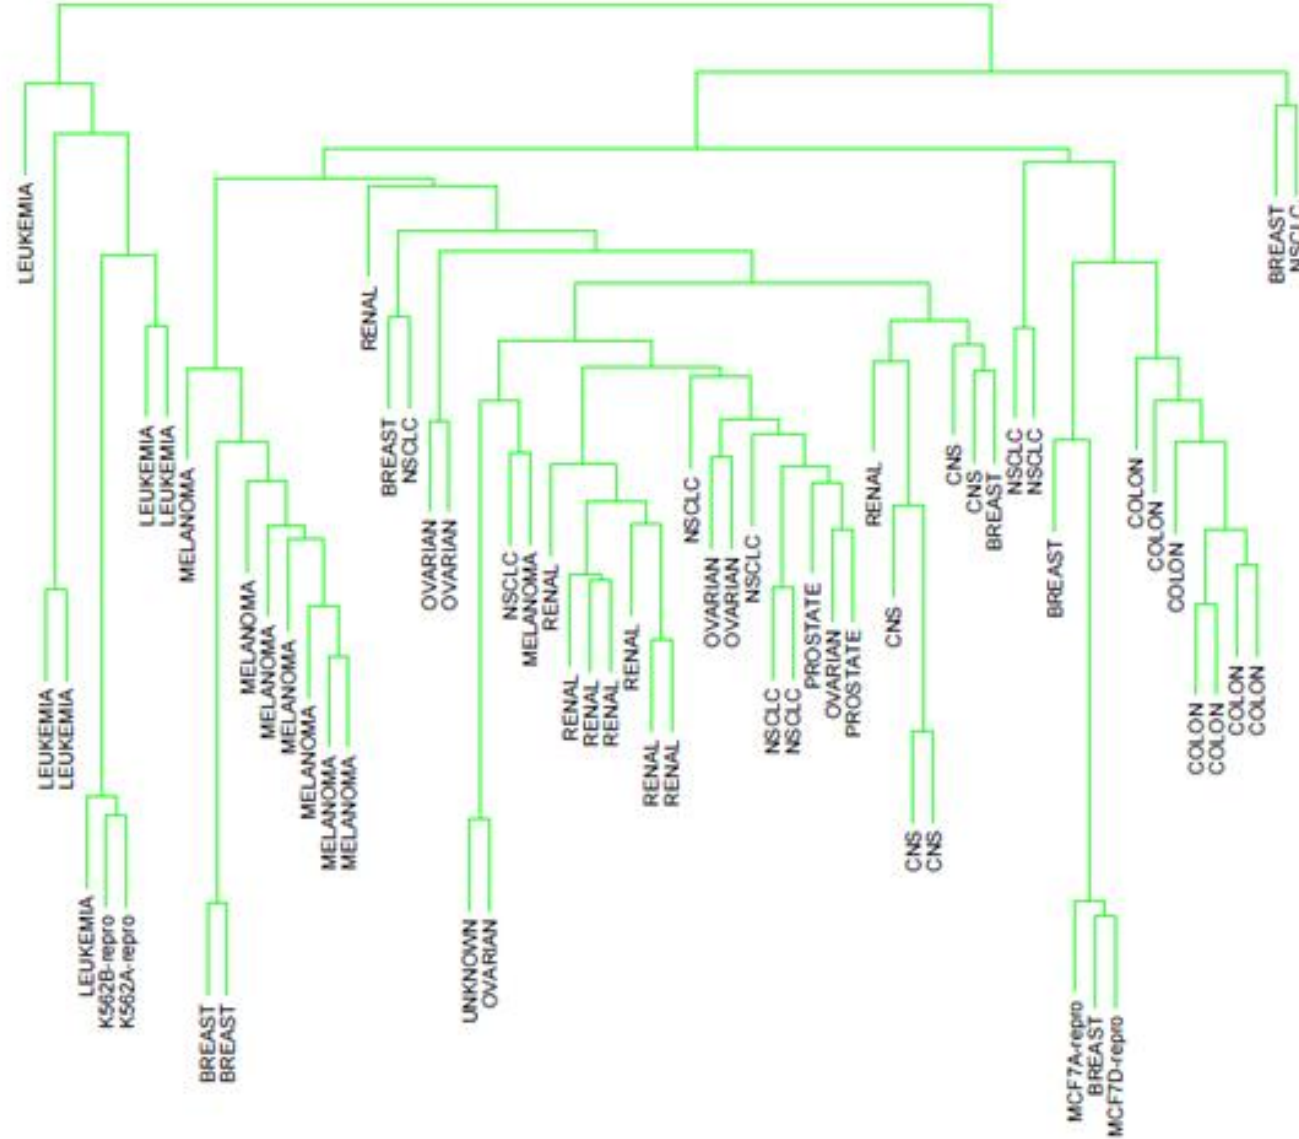 LEUKEMIA
LEUKEMIA
LEUKEMIA
LEUKEMIA
K562B-repro
K562A-repro
LEUKEMIA
LEUKEMIA
MELANOMA
BREAST
BREAST
MELANOMA
MELANOMA
MELANOMA
MELANOMA
MELANOMA
MELANOMA
RENAL
BREAST
NSCLC
OVARIAN
OVARIAN
UNKNOWN
OVARIAN
NSCLC
MELANOMA
RENAL
RENAL
RENAL
RENAL
RENAL
RENAL
RENAL
NSCLC
OVARIAN
OVARIAN
NSCLC
NSCLC
NSCLC
PROSTATE
OVARIAN
PROSTATE
RENAL
CNS
CNS
CNS
CNS
CNS
BREAST
NSCLC
NSCLC
BREAST
MCF7A-repro
BREAST
MCF7D-repro
COLON
COLON
COLON
COLON
COLON
COLON
COLON
BREAST
NSCLC